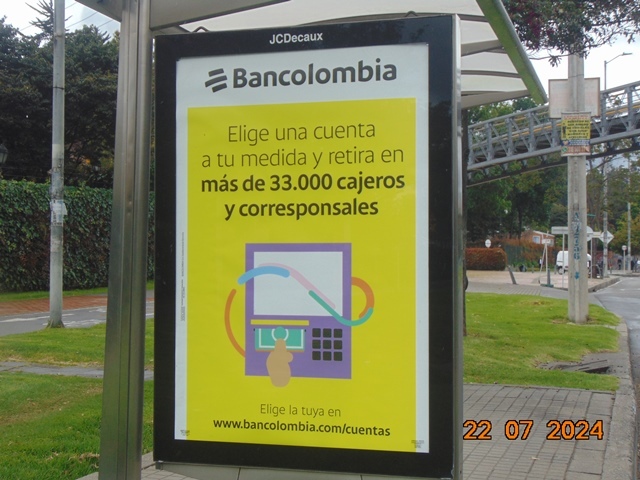 JCDecaux
Bancolombia
Elige una cuenta
a tu medida y retira en
más de 33.000 cajeros
y corresponsales
Elige la tuya en
www.bancolombia.com/cuentas
22 07 2024